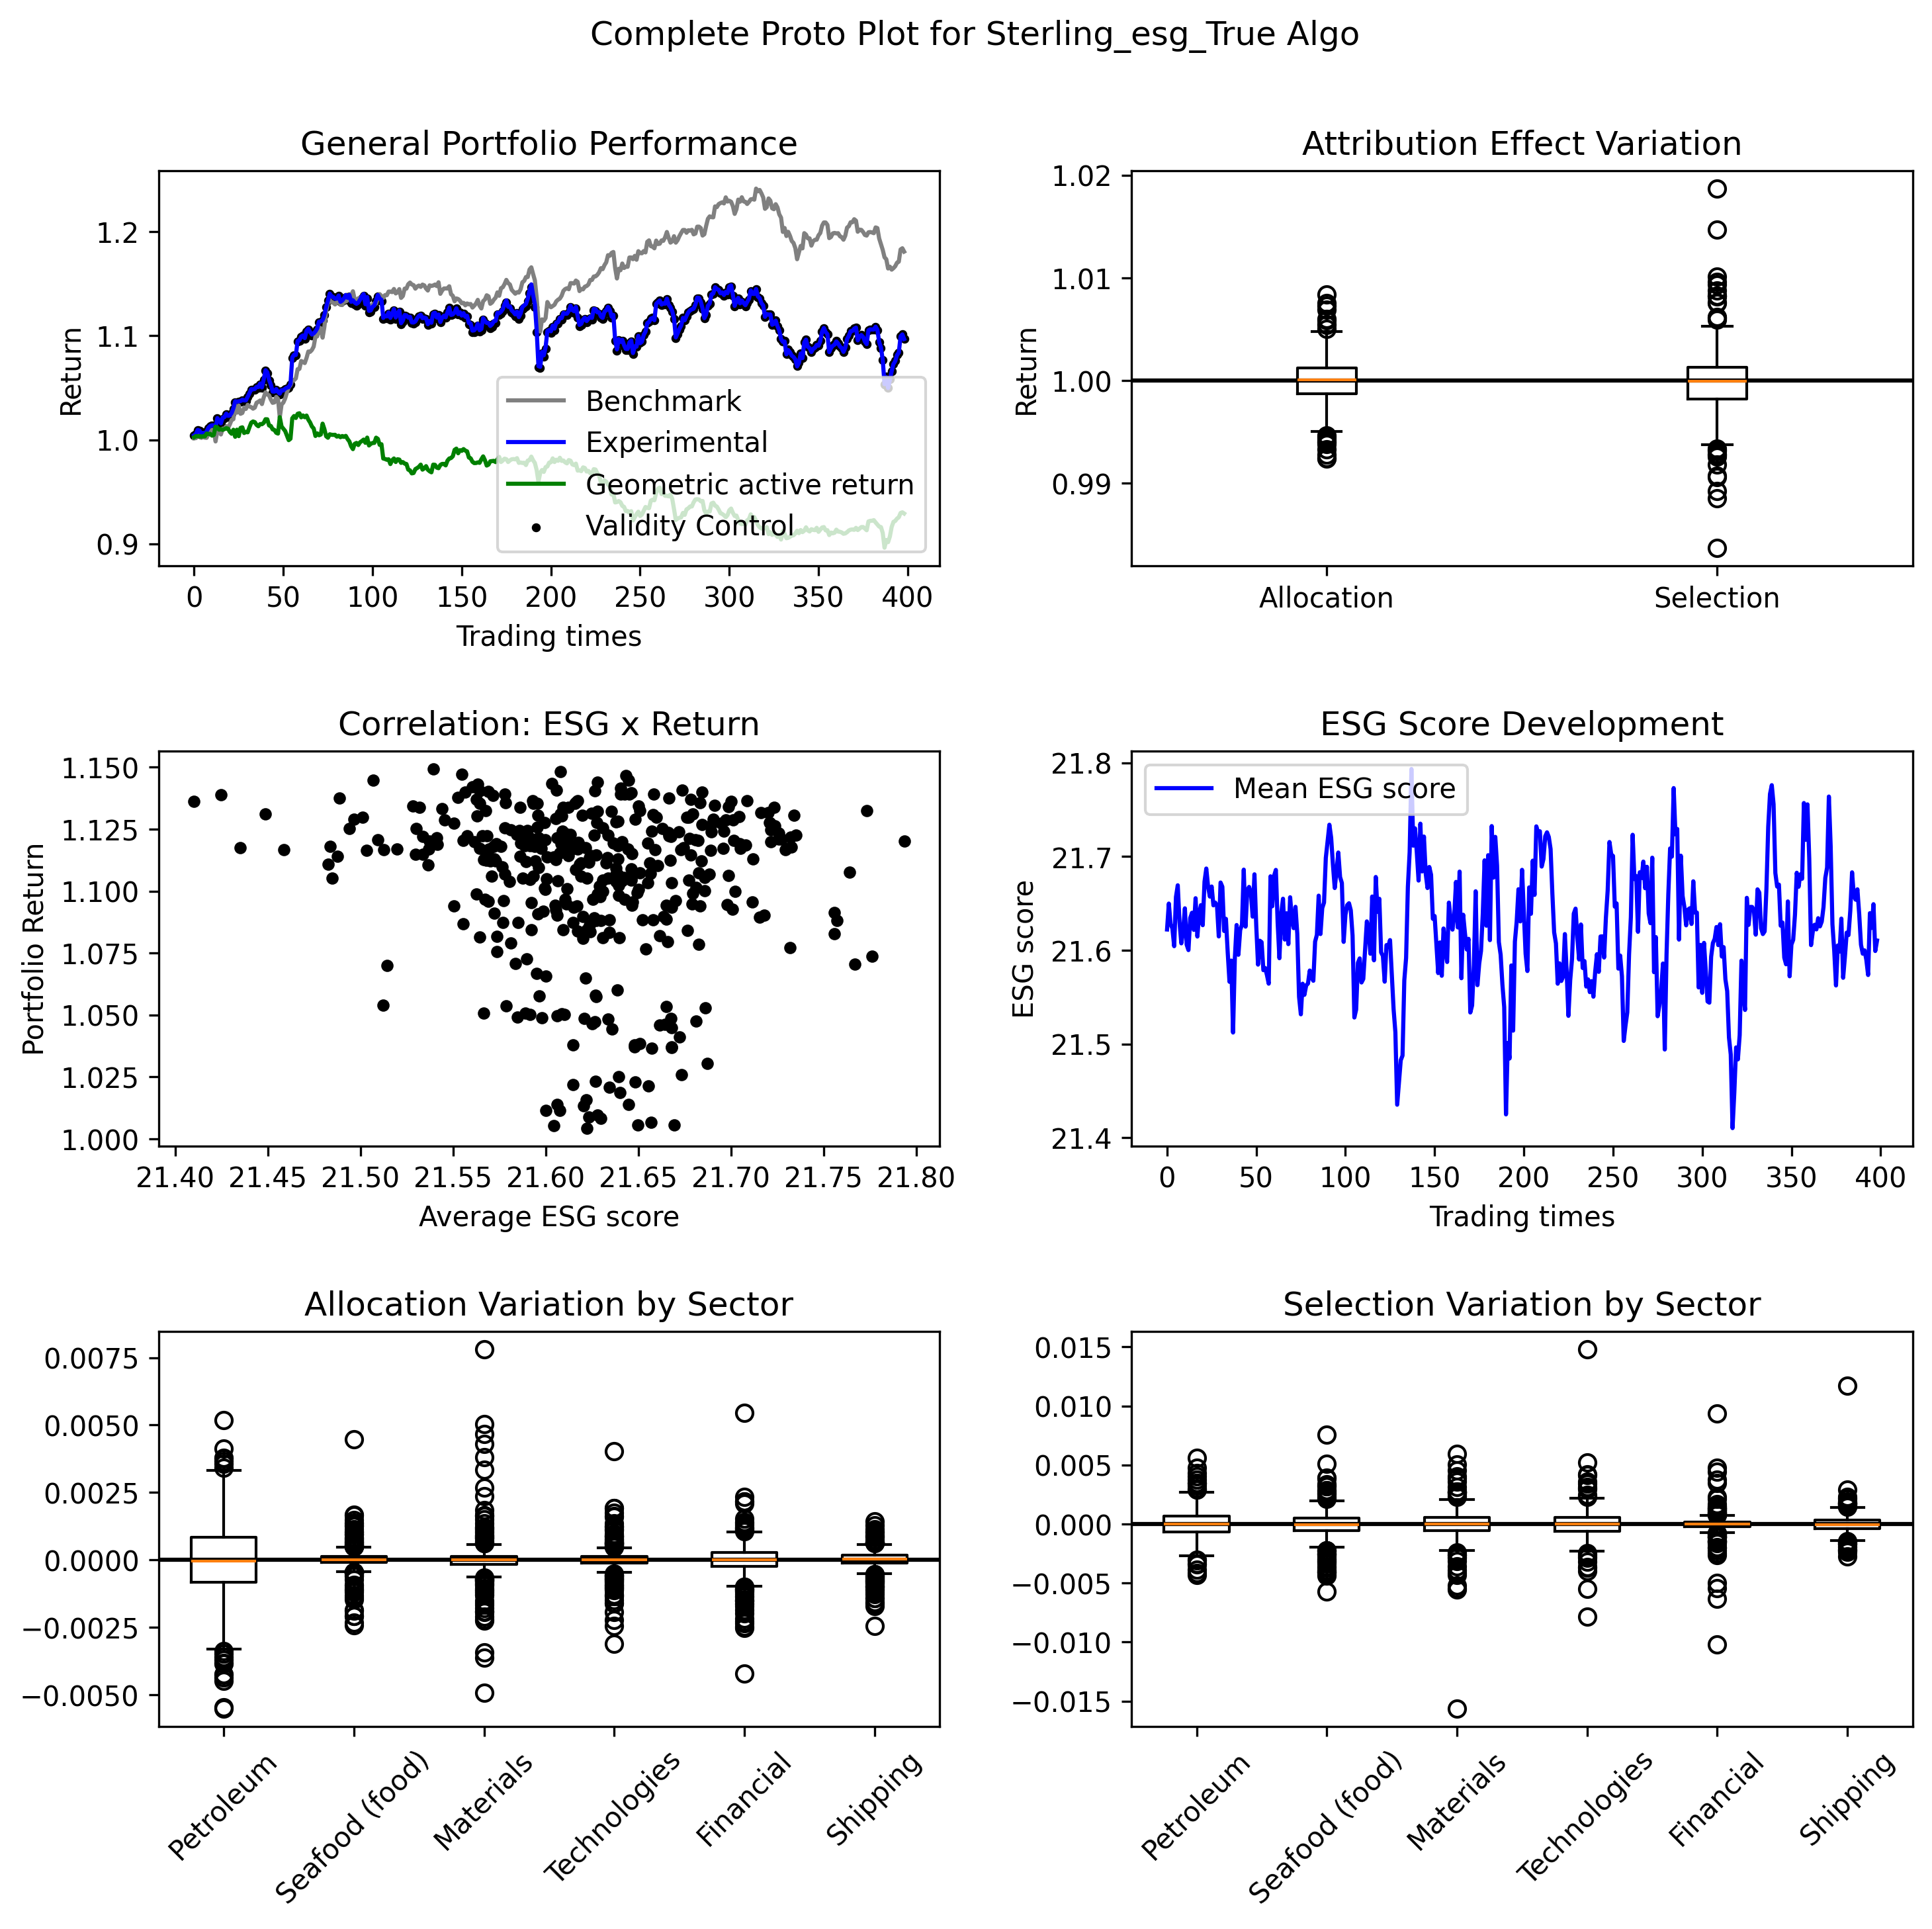 Complete Proto Plot for Sterling_esg_True Algo
General Portfolio Performance
Return
1.2
1.1
1.0
0.9
Benchmark
Experimental
Geometric active return
Validity Control
0 50 100 150 200 250 300 350 400
Trading times
Attribution Effect Variation
Return
1.02
1.01
1.00
0.99
Allocation Selection
Correlation: ESG x Return
Portfolio Return
1.150
1.125
1.100
1.075
1.050
1.025
1.000
21.40 21.45 21.50 21.55 21.60 21.65 21.70 21.75 21.80
Average ESG score
ESG Score Development
ESG score
21.8
21.7
21.6
21.5
21.4
Mean ESG score
0 50 100 150 200 250 300 350 400
Trading times
Allocation Variation by Sector
0.0075
0.0050
0.0025
0.0000
−0.0025
−0.0050
Petroleum
Seafood (food)
Materials
Technologies
Financial
Shipping
Selection Variation by Sector
0.015
0.010
0.005
0.000
−0.005
−0.010
−0.015
Petroleum
Seafood (food)
Materials
Technologies
Financial
Shipping